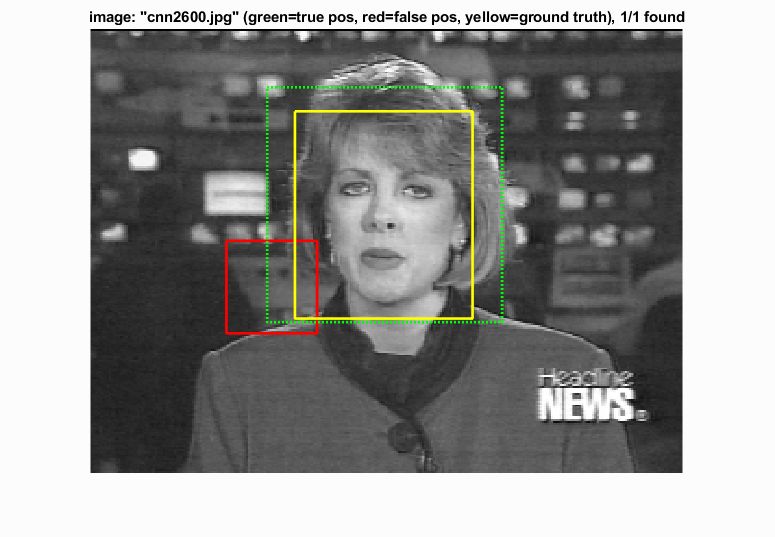 image: "cnn2600.jpg" (green=true pos, red=false pos, yellow=ground truth), 1/1 found
Headline
NEWS